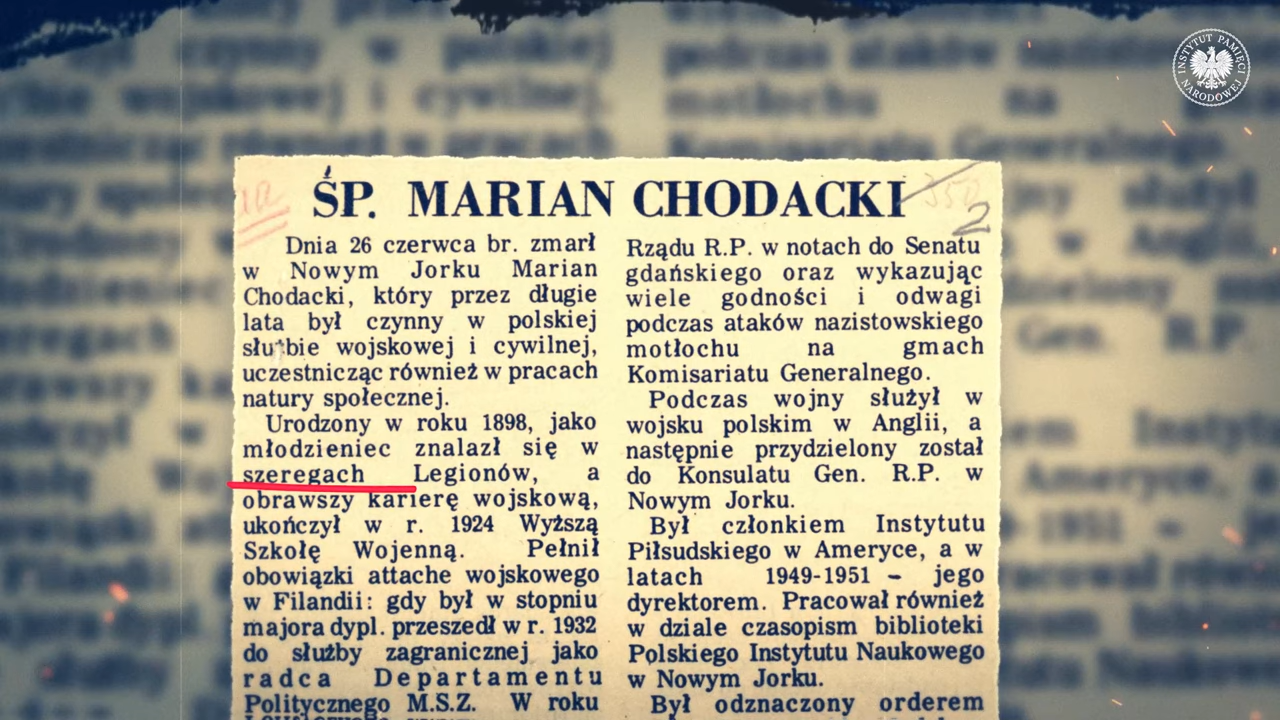 INSTYTUT PAMIĘCI NARODOWEJ
ŚP. MARIAN CHODACKI
Dnia 26 czerwca br. zmarł
w Nowym Jorku Marian
Chodacki, który przez długie
lata był czynny w polskiej
służbie wojskowej i cywilnej,
uczestnicząc również w pracach
natury społecznej.
Urodzony w roku 1898, jako
młodzieniec znalazł się w
szeregach Legionów, a
obrawszy karierę wojskową,
ukończył w r. 1924 Wyższą
Szkołę Wojenną. Pełnił
obowiązki attache wojskowego
w Filandii: gdy był w stopniu
majora dypl. przeszedł w r. 1932
do służby zagranicznej jako
radca Departamentu
Politycznego M.S.Z. W roku
350
2
Rządu R.P. w notach do Senatu
gdańskiego oraz wykazując
wiele godności i odwagi
podczas ataków nazistowskiego
motłochu na gmach
Komisariatu Generalnego.
Podczas wojny służył w
wojsku polskim w Anglii, a
następnie przydzielony został
do Konsulatu Gen. R.P. w
Nowym Jorku.
Był członkiem Instytutu
Piłsudskiego w Ameryce, a w
latach 1949-1951 – jego
dyrektorem. Pracował również
w dziale czasopism biblioteki
Polskiego Instytutu Naukowego
w Nowym Jorku.
Był odznaczony orderem